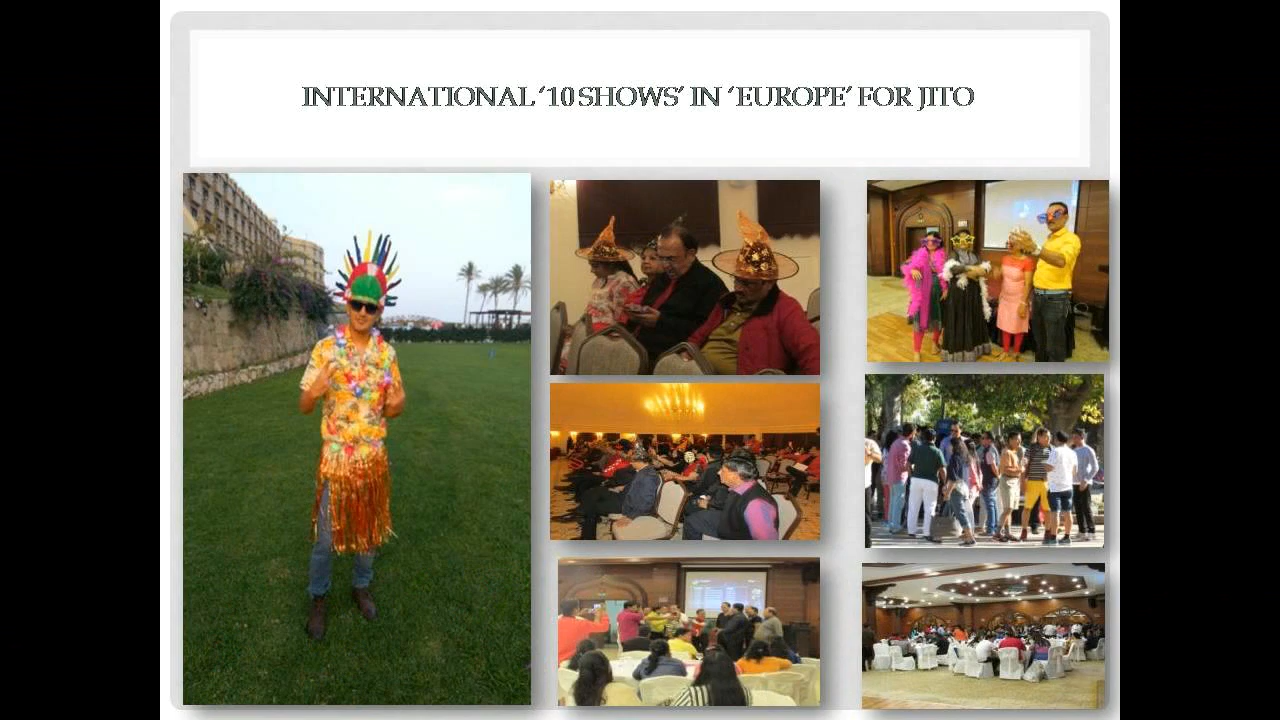 INTERNATIONAL ‘10 SHOWS’ IN ‘EUROPE’ FOR JITO